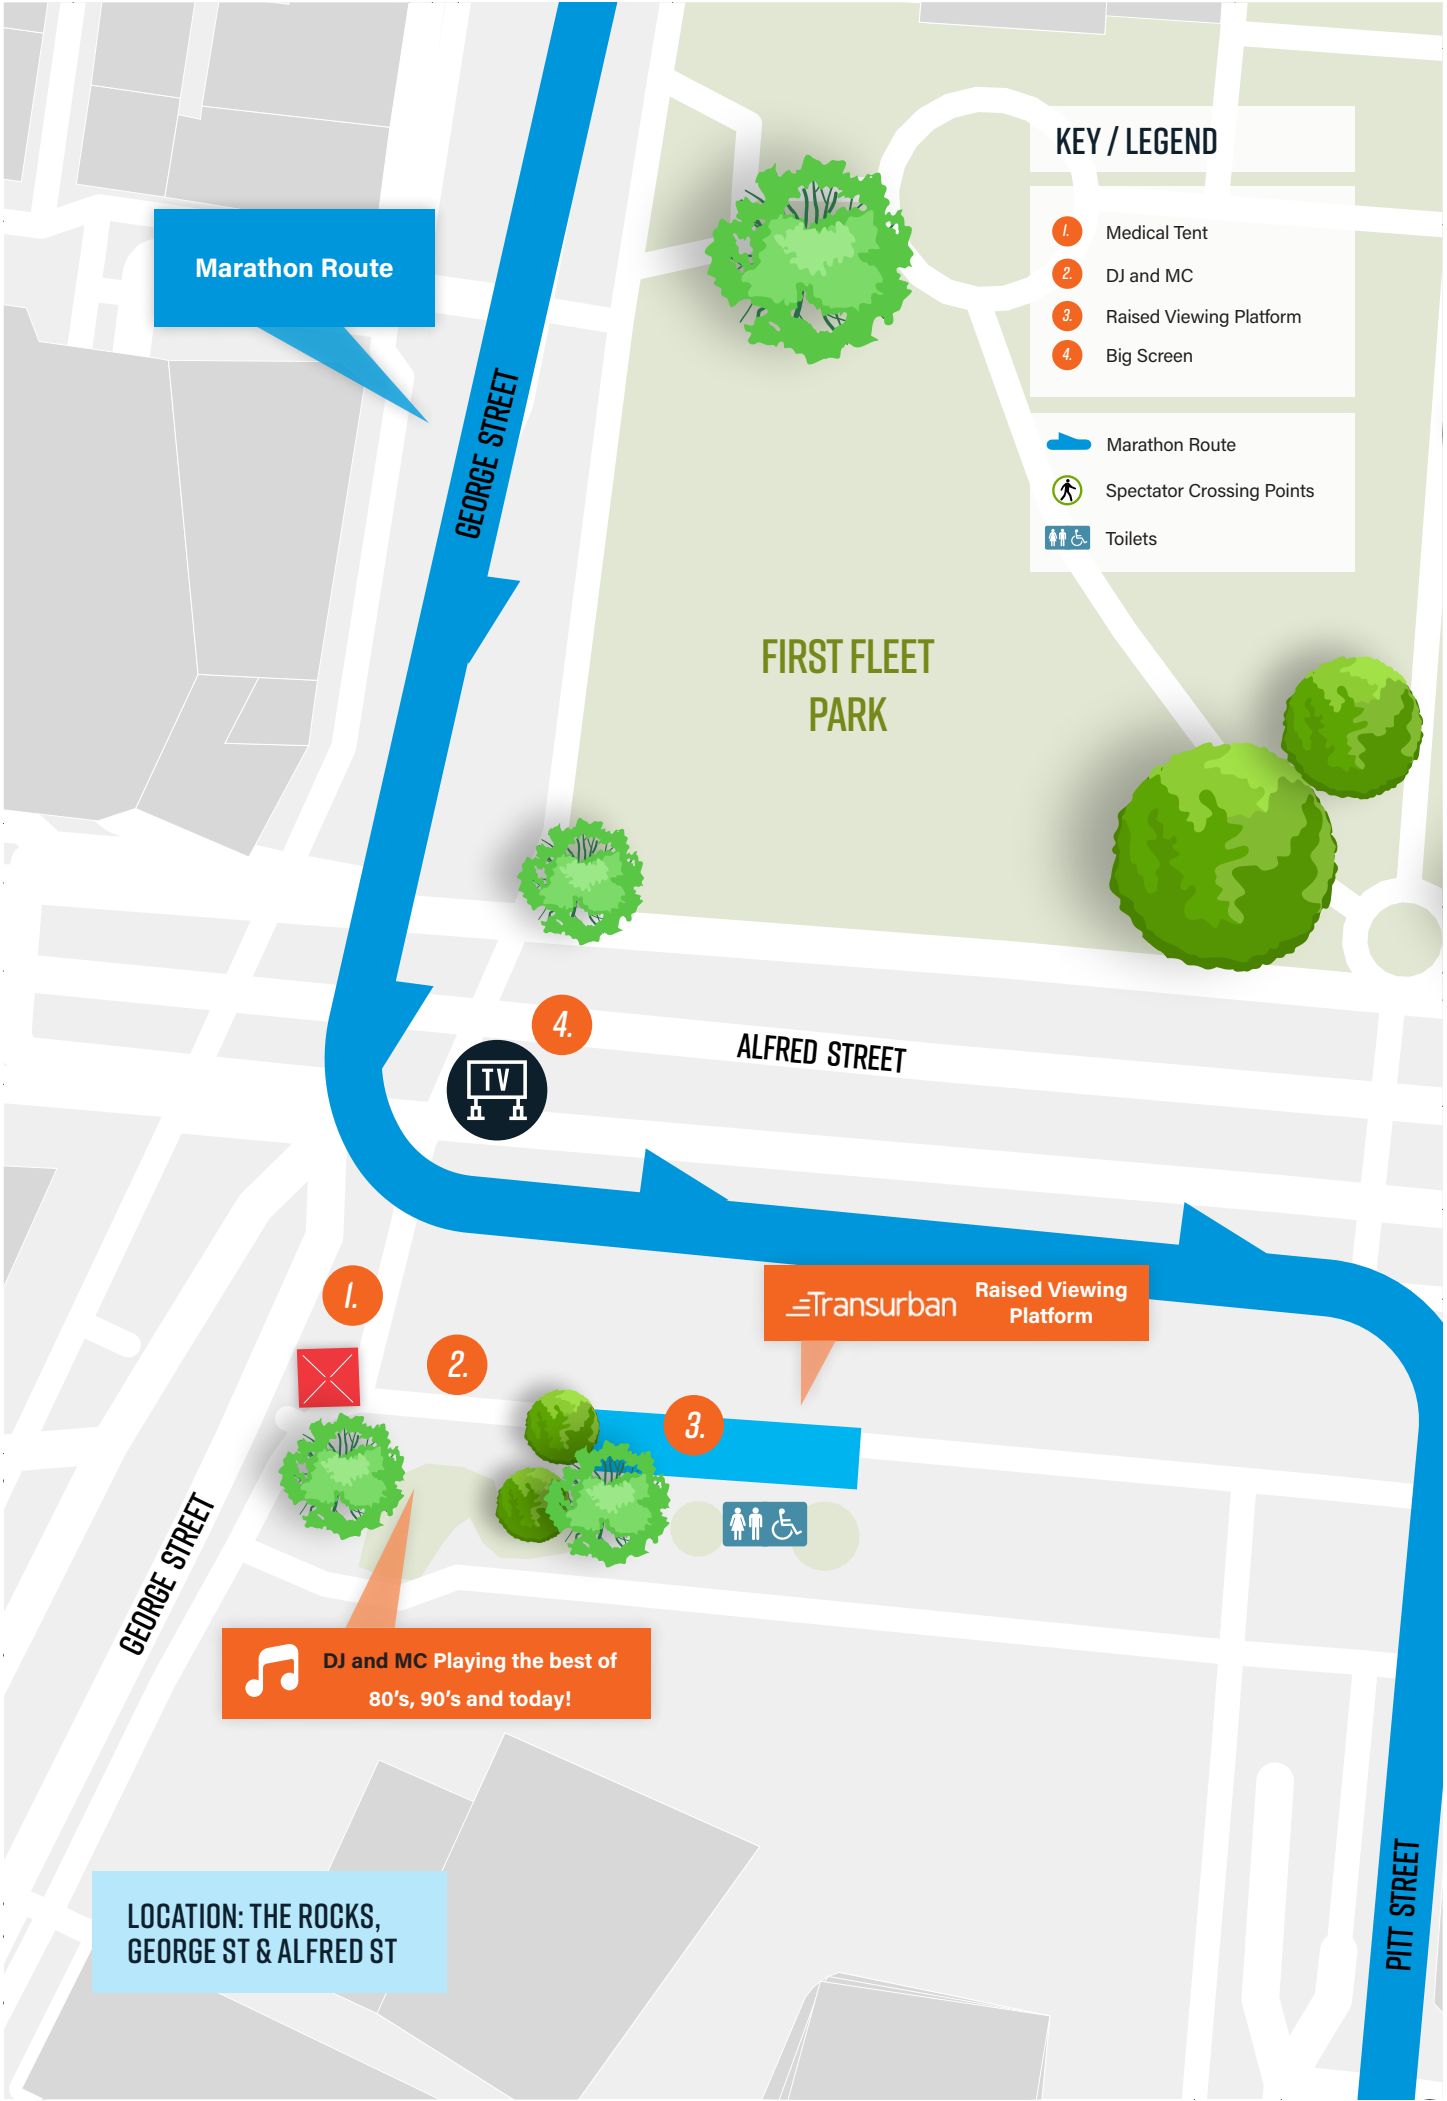 KEY / LEGEND
1. Medical Tent
2. DJ and MC
3. Raised Viewing Platform
4. Big Screen
Marathon Route
Spectator Crossing Points
Toilets
Marathon Route
GEORGE STREET
FIRST FLEET
PARK
4.
TV
ALFRED STREET
1.
2.
Transurban
Raised Viewing
Platform
3.
GEORGE STREET
DJ and MC Playing the best of
80's, 90's and today!
PITT STREET
LOCATION: THE ROCKS,
GEORGE ST & ALFRED ST